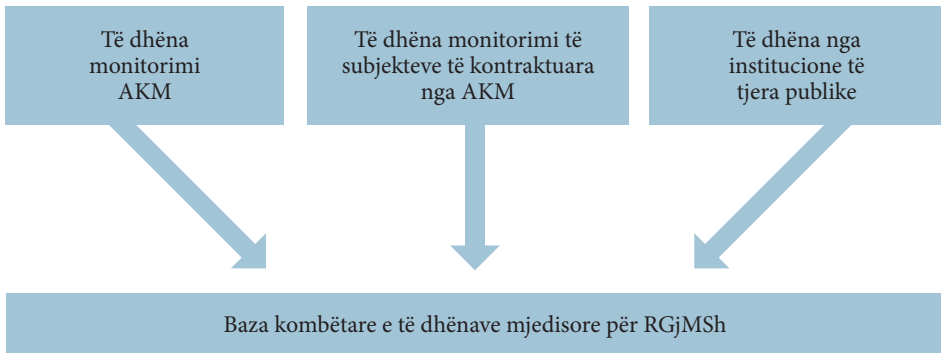 Të dhëna
monitorimi
AKM
Të dhëna monitorimi të
subjekteve të kontraktuara
nga AKM
Të dhëna nga
institucione të
tjera publike
Baza kombëtare e të dhënave mjedisore për RGjMSh